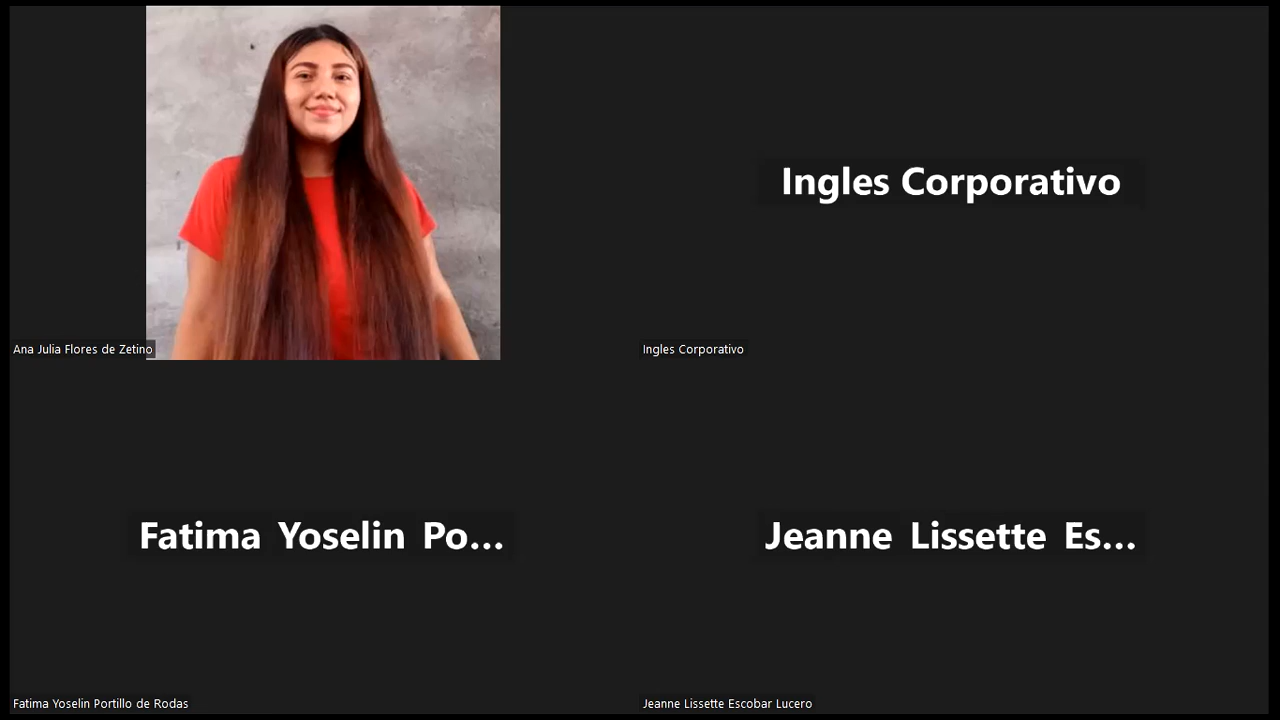 Ana Julia Flores de Zetino
Ingles Corporativo
Ingles Corporativo
Fatima Yoselin Po...
Fatima Yoselin Portillo de Rodas
Jeanne Lissette Es...
Jeanne Lissette Escobar Lucero